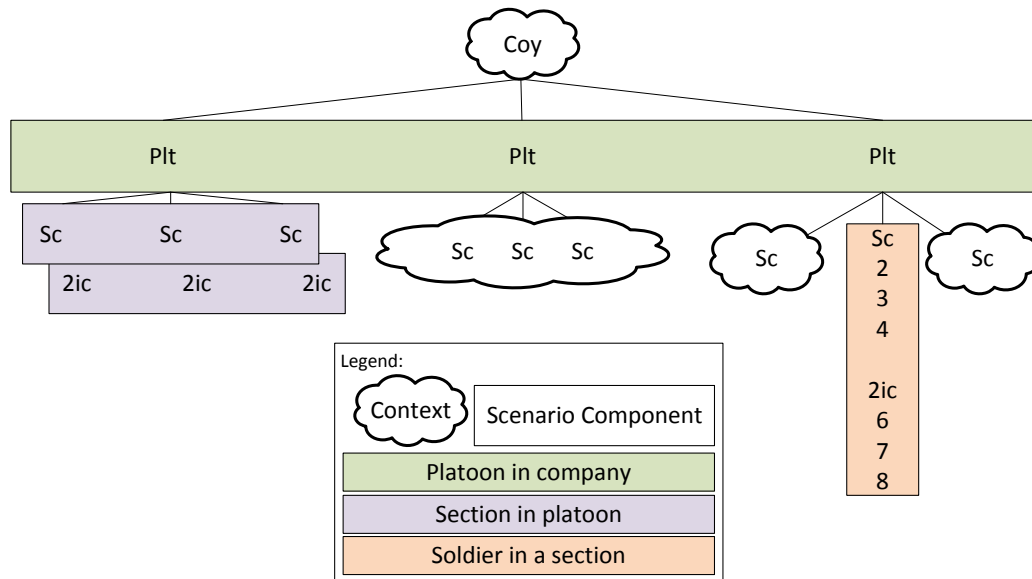 Coy
Plt Plt Plt
Sc Sc Sc
2ic 2ic 2ic
Sc Sc Sc
Sc
Sc
2
3
4
2ic
6
7
8
Sc
Legend:
Context
Scenario Component
Platoon in company
Section in platoon
Soldier in a section